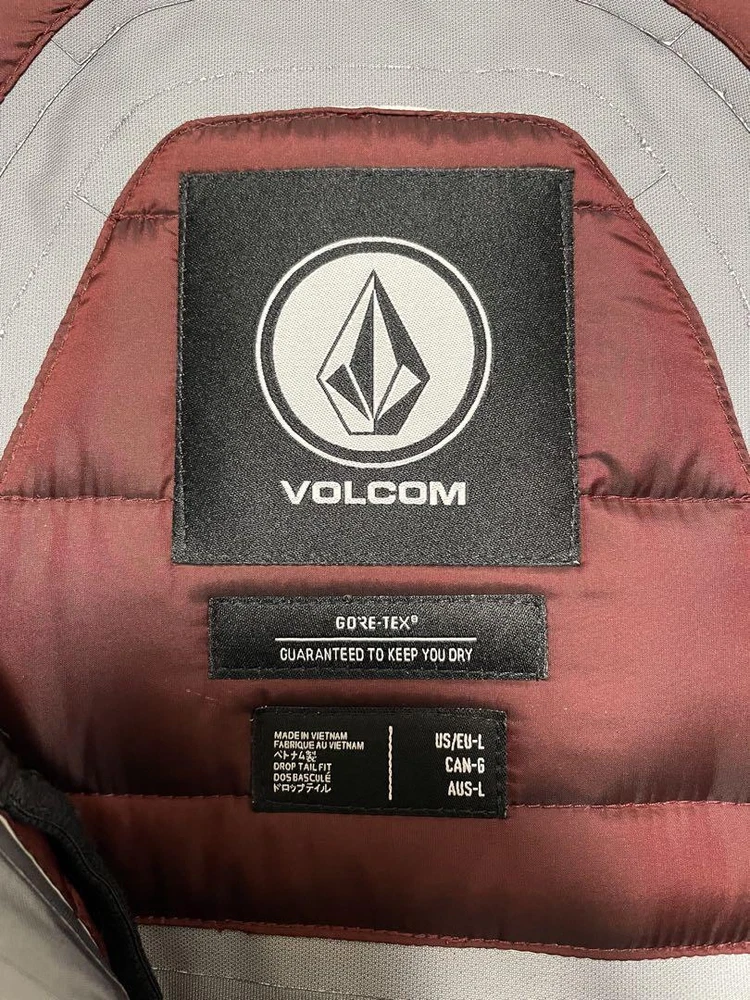 VOLCOM
GORE-TEX®
GUARANTEED TO KEEP YOU DRY
MADE IN VIETNAM
FABRIQUE AU VIETNAM
ベトナム製
DROP TAIL FIT
DOS BASCULÉ
ドロップテイル
US/EU-L
CAN-G
AUS-L